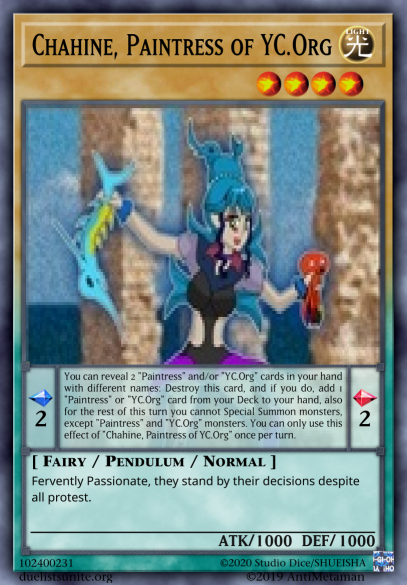 CHAHINE, PAINTRESS OF YC.ORG
LIGHT
光
You can reveal 2 "Paintress" and/or "YC.Org" cards in your hand
with different names: Destroy this card, and if you do, add 1
"Paintress" or "YC.Org" card from your Deck to your hand, also
for the rest of this turn you cannot Special Summon monsters,
except "Paintress" and "YC.Org" monsters. You can only use this
effect of "Chahine, Paintress of YC.Org" once per turn.
2
2
[ FAIRY / PENDULUM / NORMAL ]
Fervently Passionate, they stand by their decisions despite
all protest.
ATK/1000 DEF/1000
102400231
©2020 Studio Dice/SHUEISHA
duelistsunite.org
©2019 AntiMetaman